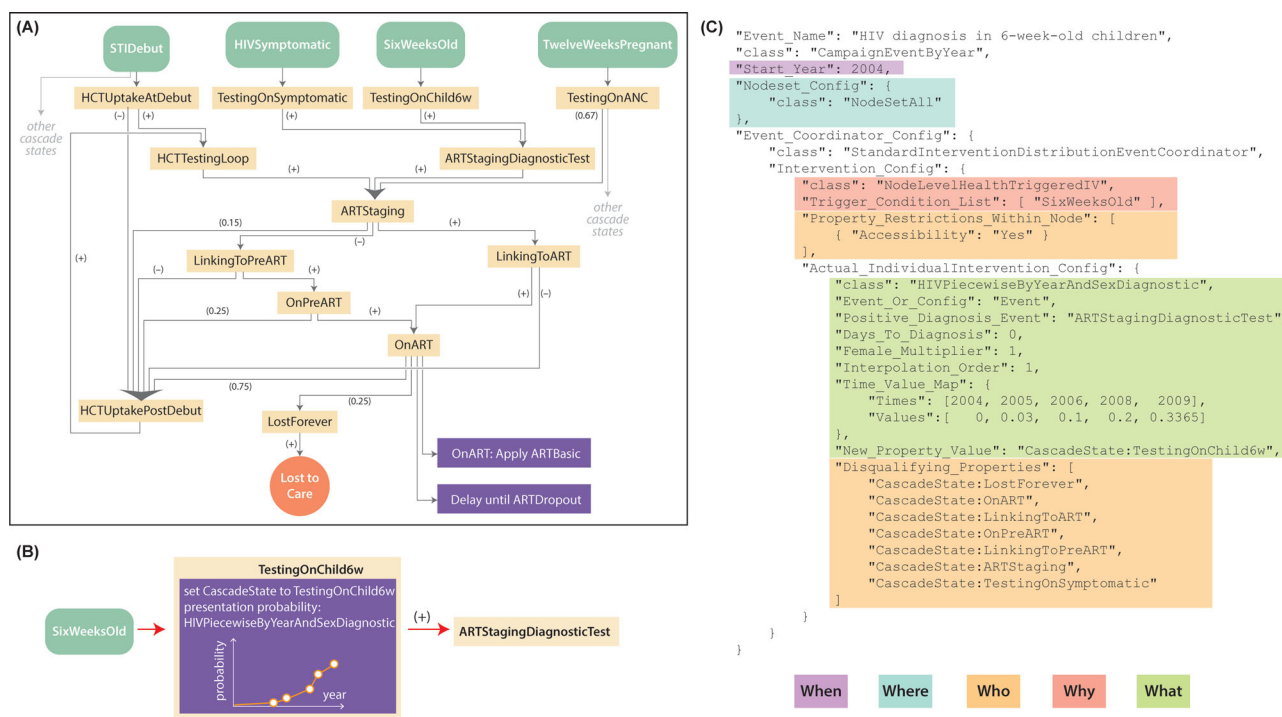 (A)
STIDebut
HIVSymptomatic
SixWeeksOld
TwelveWeeksPregnant
HCTUptakeAtDebut
TestingOnSymptomatic
TestingOnChild6w
TestingOnANC
(–)
(+)
(+)
(+)
(0.67)
other
cascade
states
HCTTestingLoop
ARTStagingDiagnosticTest
(+)
(+)
ARTStaging
other
cascade
states
(0.15)
(–)
(+)
(+)
LinkingToPreART
LinkingToART
(–)
(+)
OnPreART
(+)
(–)
(0.25)
(+)
OnART
(0.75)
(0.25)
HCTUptakePostDebut
LostForever
(+)
Lost to
Care
OnART: Apply ARTBasic
Delay until ARTDropout
(B)
TestingOnChild6w
set CascadeState to TestingOnChild6w
presentation probability:
HIVPiecewiseByYearAndSexDiagnostic
SixWeeksOld
(+)
ARTStagingDiagnosticTest
probability
year
(C)
"Event_Name": "HIV diagnosis in 6-week-old children",
"class": "CampaignEventByYear",
"Start_Year": 2004,
"Nodeset_Config": {
"class": "NodeSetAll"
},
"Event_Coordinator_Config": {
"class": "StandardInterventionDistributionEventCoordinator",
"Intervention_Config": {
"class": "NodeLevelHealthTriggeredIV",
"Trigger_Condition_List": [ "SixWeeksOld" ],
"Property_Restrictions_Within_Node": [
{ "Accessibility": "Yes" }
],
"Actual_IndividualIntervention_Config": {
"class": "HIVPiecewiseByYearAndSexDiagnostic",
"Event_Or_Config": "Event",
"Positive_Diagnosis_Event": "ARTStagingDiagnosticTest"
"Days_To_Diagnosis": 0,
"Female_Multiplier": 1,
"Interpolation_Order": 1,
"Time_Value_Map": {
"Times": [2004, 2005, 2006, 2008, 2009],
"Values":[ 0, 0.03, 0.1, 0.2, 0.3365]
},
"New_Property_Value": "CascadeState:TestingOnChild6w",
"Disqualifying_Properties": [
"CascadeState:LostForever",
"CascadeState:OnART",
"CascadeState:LinkingToART",
"CascadeState:OnPreART",
"CascadeState:LinkingToPreART",
"CascadeState:ARTStaging",
"CascadeState:TestingOnSymptomatic"
]
}
}
}
When
Where
Who
Why
What